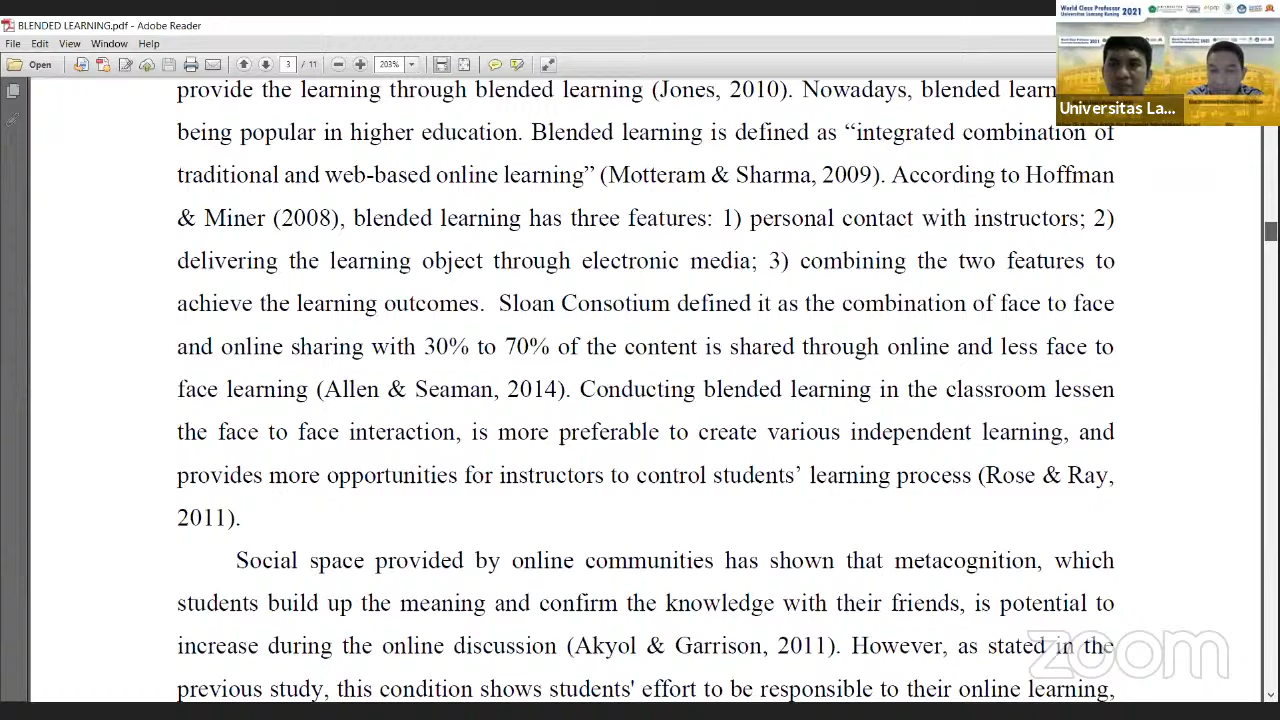 BLENDED LEARNING.pdf - Adobe Reader
File Edit View Window Help
Open 3 / 11 203%
World Class Professor
Universitas Lancang Kuning 2021
Universitas La...
provide the learning through blended learning (Jones, 2010). Nowadays, blended learn
being popular in higher education. Blended learning is defined as “integrated combination of
traditional and web-based online learning” (Motteram & Sharma, 2009). According to Hoffman
& Miner (2008), blended learning has three features: 1) personal contact with instructors; 2)
delivering the learning object through electronic media; 3) combining the two features to
achieve the learning outcomes. Sloan Consotium defined it as the combination of face to face
and online sharing with 30% to 70% of the content is shared through online and less face to
face learning (Allen & Seaman, 2014). Conducting blended learning in the classroom lessen
the face to face interaction, is more preferable to create various independent learning, and
provides more opportunities for instructors to control students’ learning process (Rose & Ray,
2011).
Social space provided by online communities has shown that metacognition, which
students build up the meaning and confirm the knowledge with their friends, is potential to
increase during the online discussion (Akyol & Garrison, 2011). However, as stated in the
previous study, this condition shows students' effort to be responsible to their online learning,
zoom